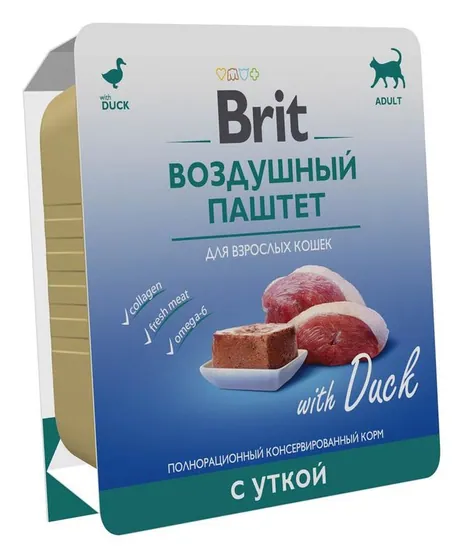 with
DUCK
ADULT
Brit
ВОЗДУШНЫЙ
ПАШТЕТ
ДЛЯ ВЗРОСЛЫХ КОШЕК
collagen
fresh meat
omega-6
with Duck
ПОЛНОРАЦИОННЫЙ КОНСЕРВИРОВАННЫЙ КОРМ
С УТКОЙ